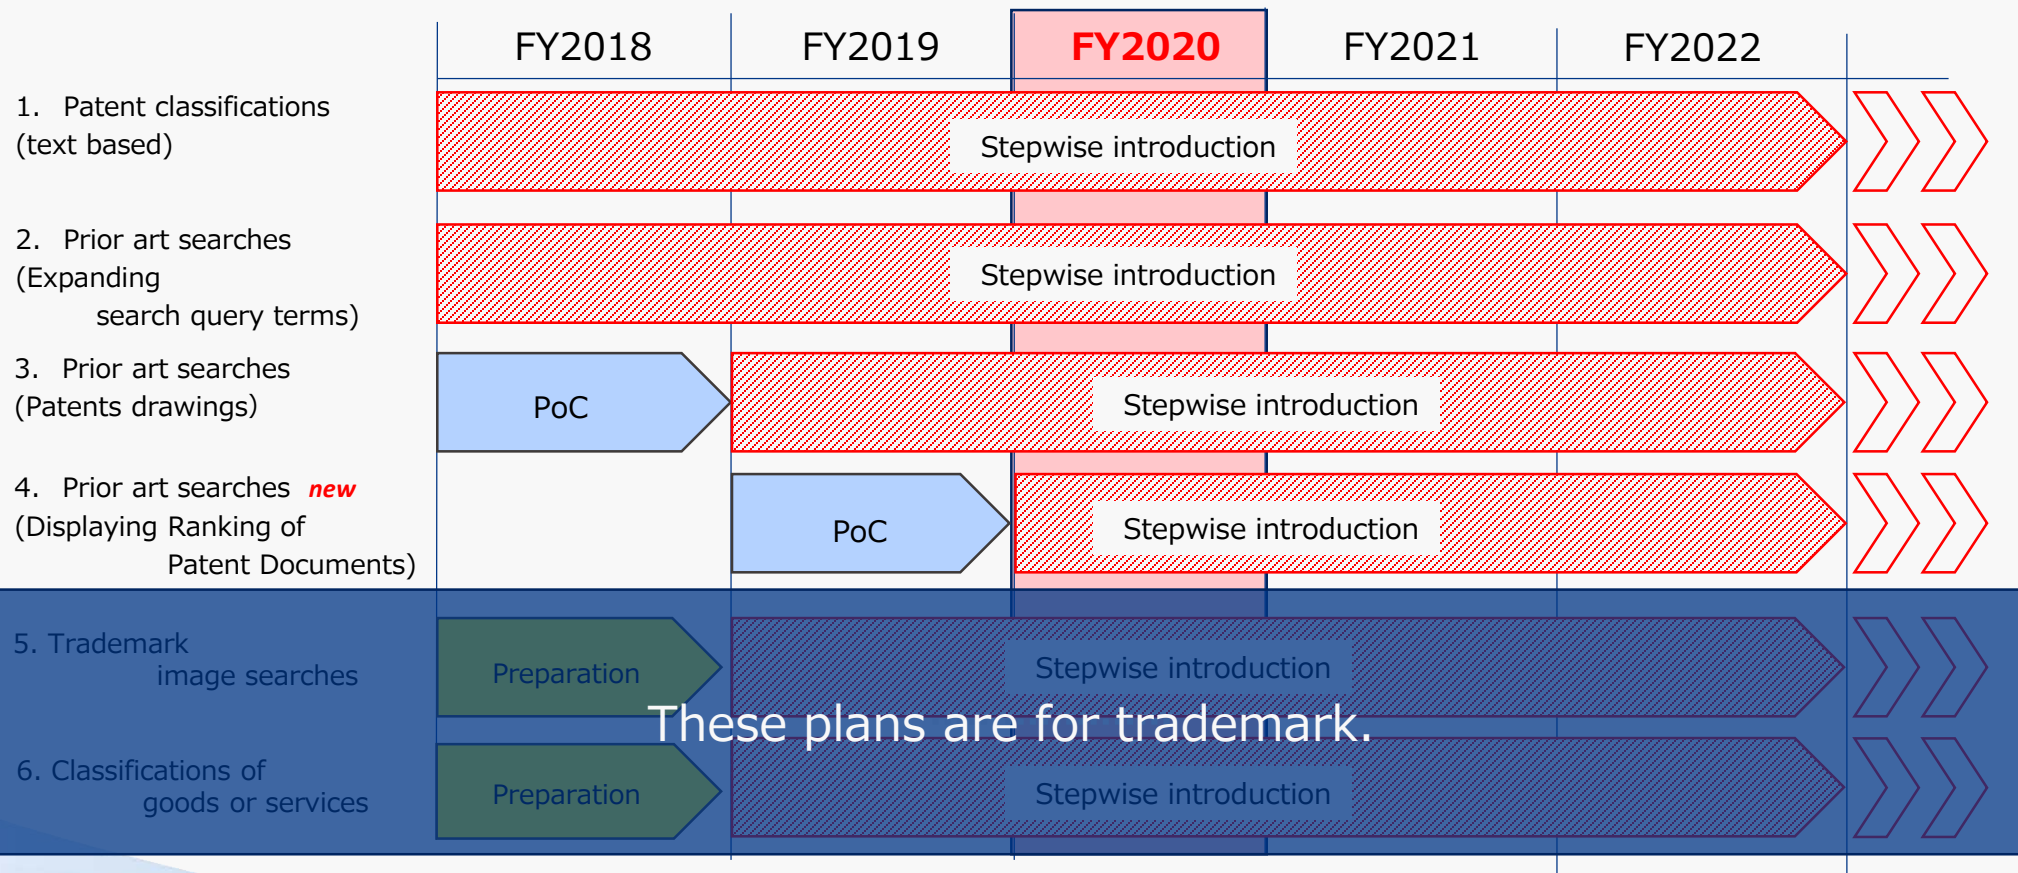 FY2018 FY2019 FY2020 FY2021 FY2022
1. Patent classifications
(text based)
Stepwise introduction
2. Prior art searches
(Expanding
search query terms)
Stepwise introduction
3. Prior art searches
(Patents drawings)
PoC
Stepwise introduction
4. Prior art searches new
(Displaying Ranking of
Patent Documents)
PoC
Stepwise introduction
5. Trademark
image searches
Preparation
Stepwise introduction
These plans are for trademark.
6. Classifications of
goods or services
Preparation
Stepwise introduction